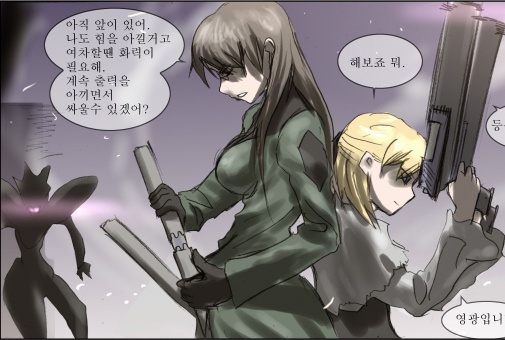 아직 앞이 있어.
나도 힘을 아낄거고
여차할땐 화력이
필요해.
계속 출력을
아끼면서
싸울수 있겠어?
해보죠 뭐.
등
영광입니